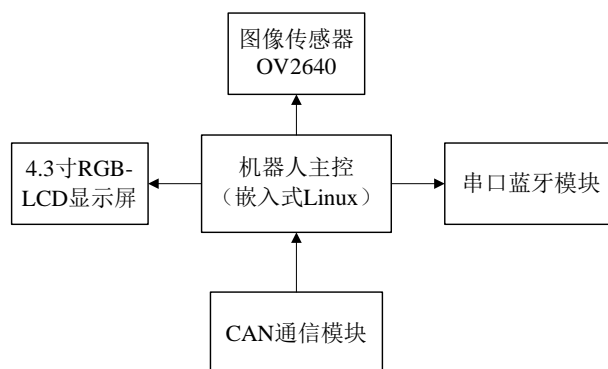 图像传感器
OV2640
4.3寸RGB-
LCD显示屏
机器人主控
（嵌入式Linux）
串口蓝牙模块
CAN通信模块